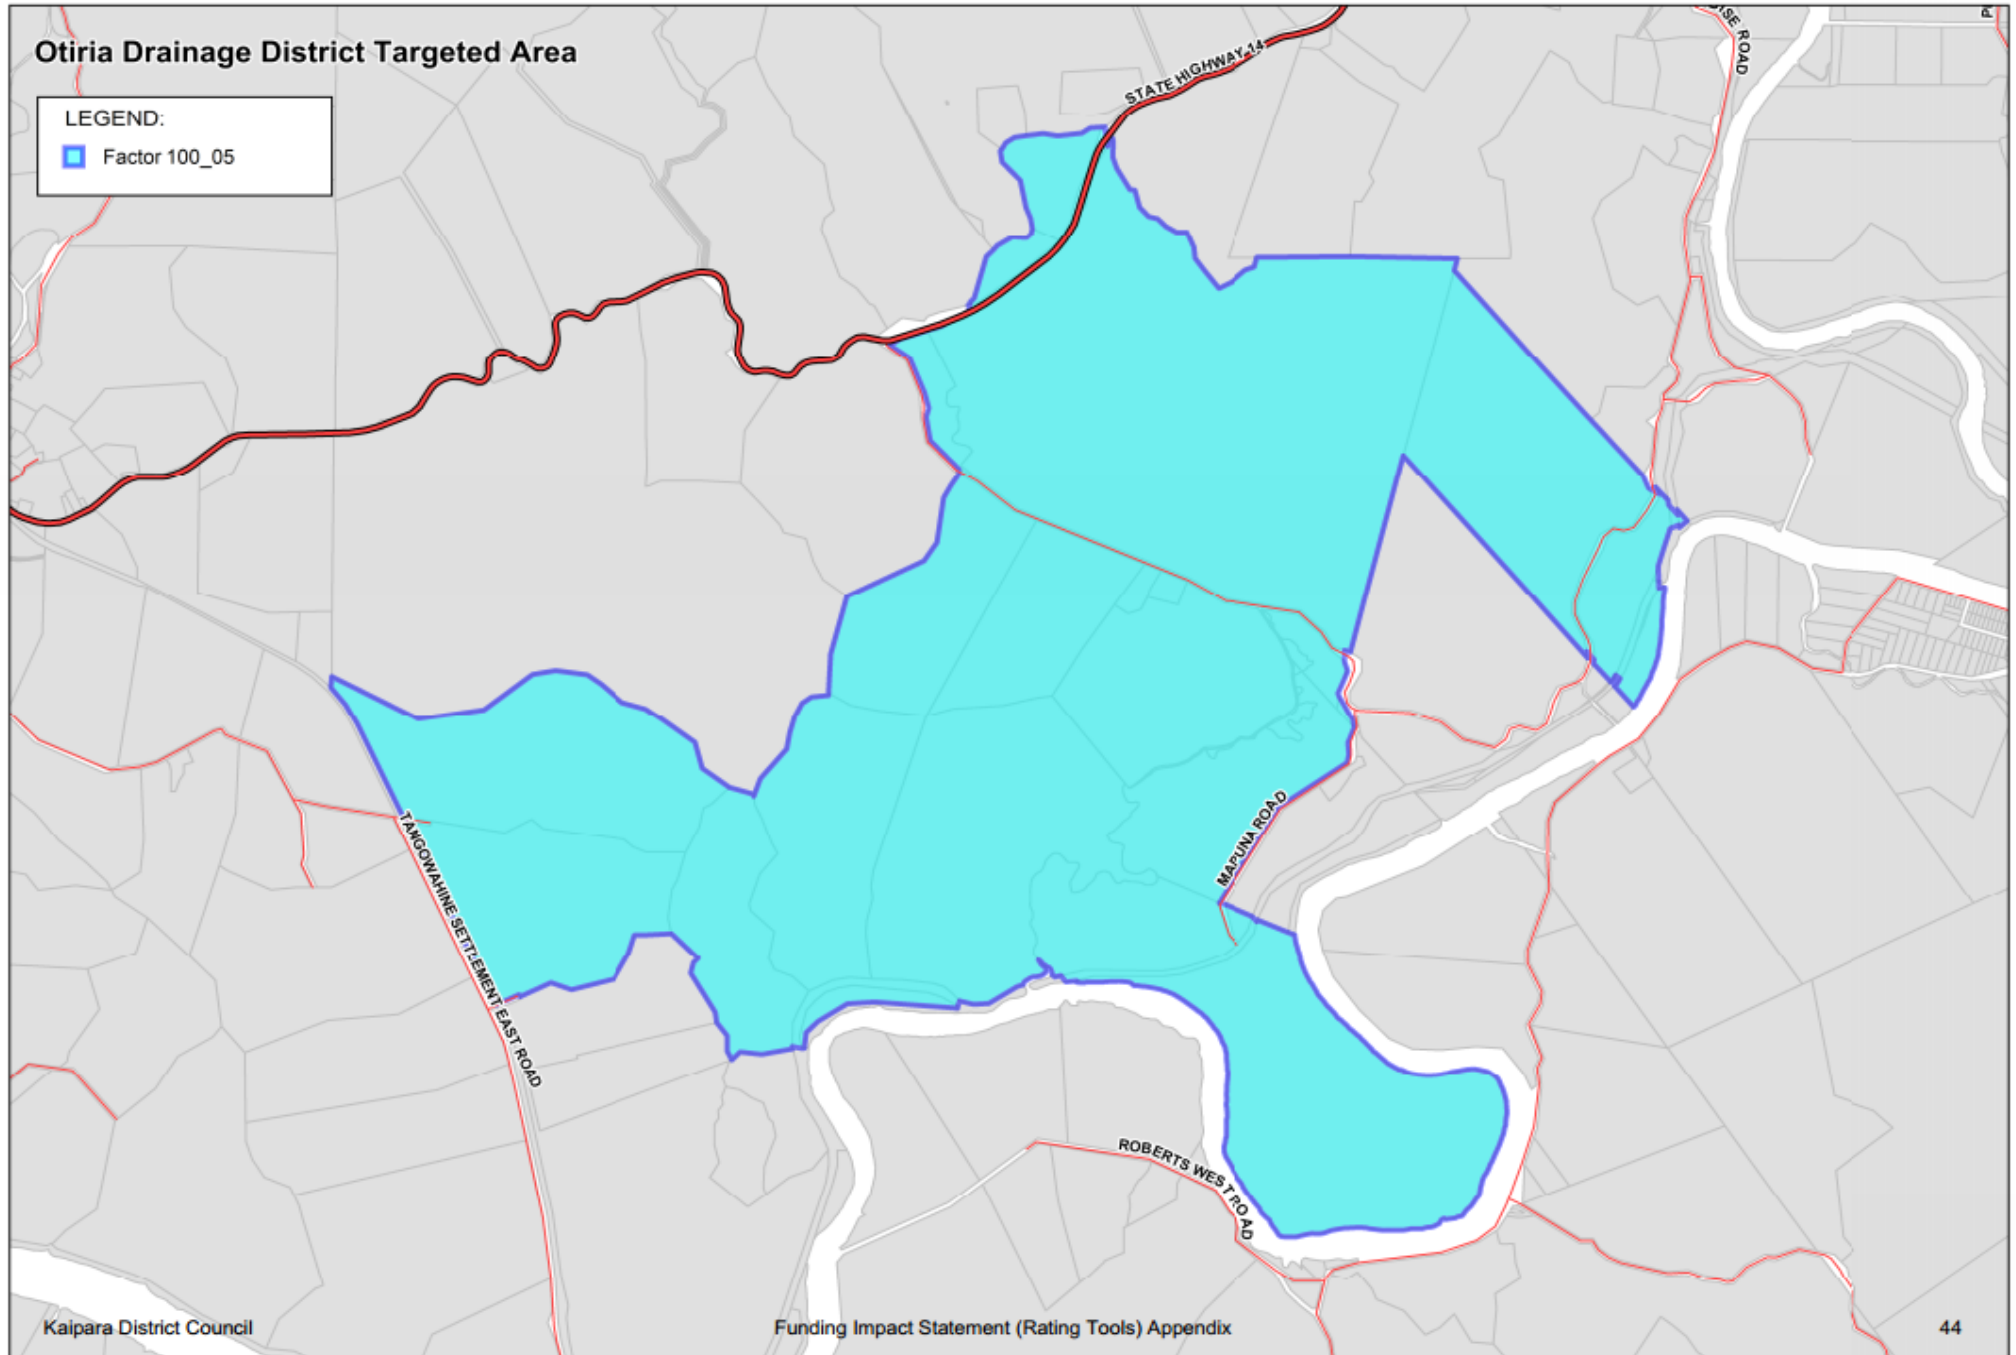 Otiria Drainage District Targeted Area
LEGEND:
Factor 100_05
STATE HIGHWAY 14
ROAD
MAPUNA ROAD
TANGOWAHINE SETTLEMENT EAST ROAD
ROBERTS WEST ROAD
Kaipara District Council
Funding Impact Statement (Rating Tools) Appendix
44